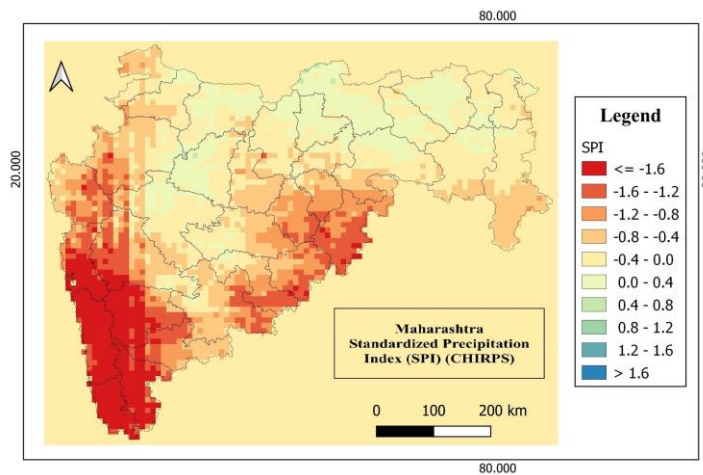 80.000
20.000
Legend
SPI
<= -1.6
-1.6 - -1.2
-1.2 - -0.8
-0.8 - -0.4
-0.4 - 0.0
0.0 - 0.4
0.4 - 0.8
0.8 - 1.2
1.2 - 1.6
> 1.6
Maharashtra
Standardized Precipitation
Index (SPI) (CHIRPS)
0 100 200 km
80.000